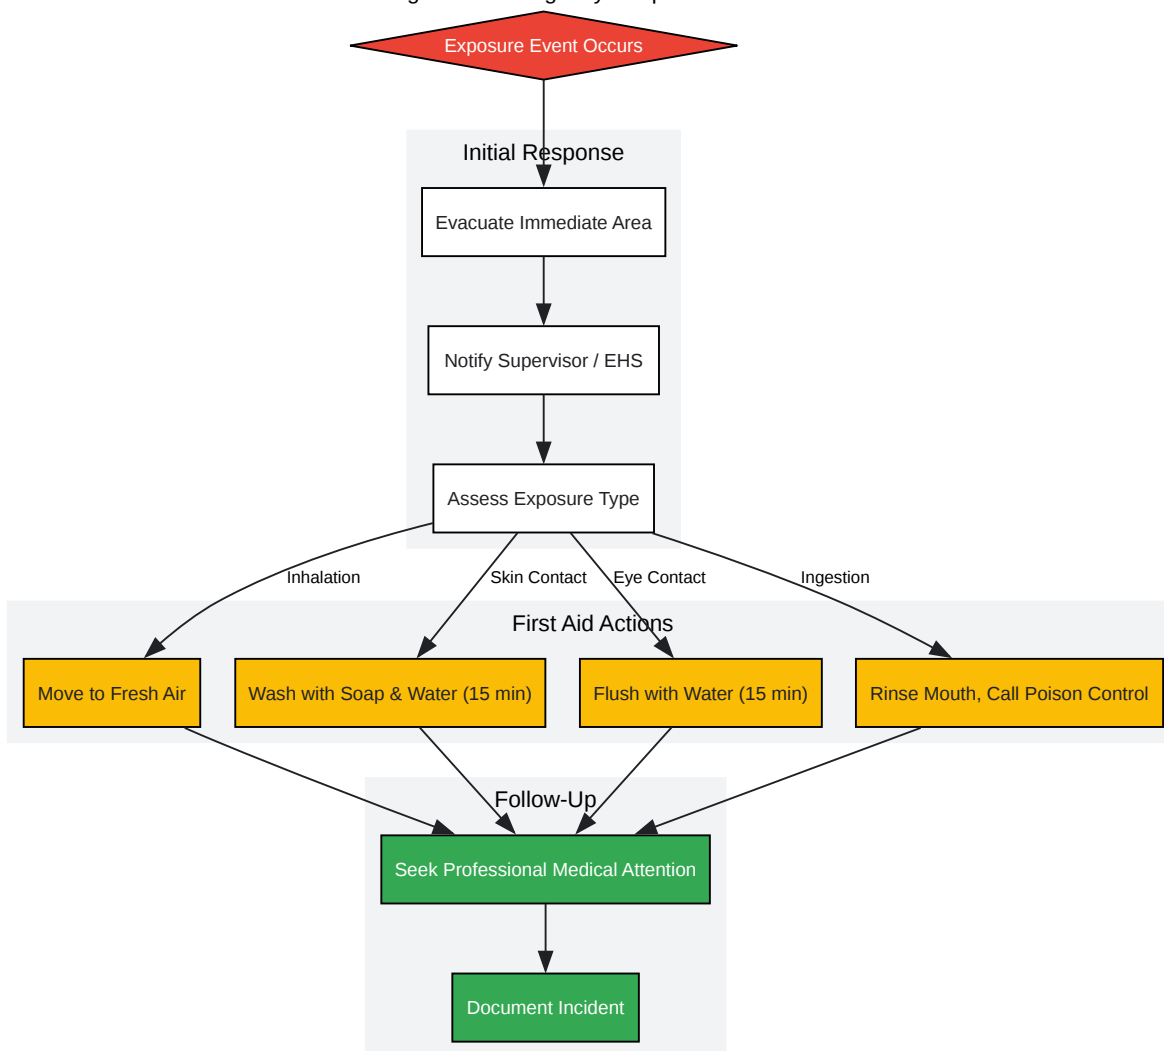 Exposure Event Occurs
Initial Response
Evacuate Immediate Area
Notify Supervisor / EHS
Assess Exposure Type
Inhalation
Skin Contact
Eye Contact
Ingestion
First Aid Actions
Move to Fresh Air
Wash with Soap & Water (15 min)
Flush with Water (15 min)
Rinse Mouth, Call Poison Control
Follow-Up
Seek Professional Medical Attention
Document Incident